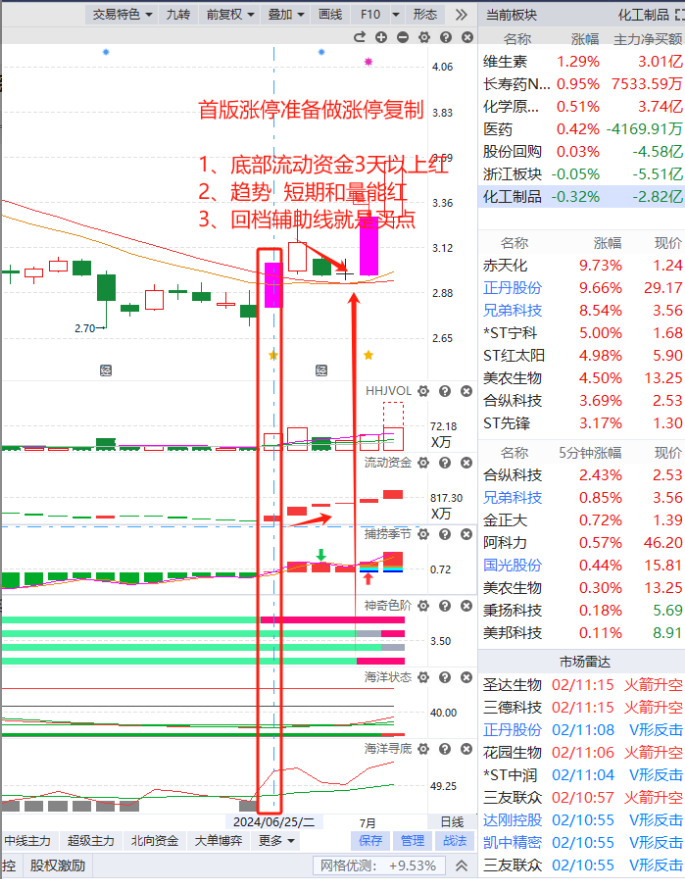 交易特色 九转 前复权 叠加 画线 F10 形态
当前板块 化工制品
名称 涨幅 主力净买额
维生素 1.29% 3.01亿
长寿药N... 0.95% 7533.59万
化学原... 0.51% 3.74亿
医药 0.42% -4169.91万
股份回购 0.03% -4.58亿
浙江板块 -0.05% -5.51亿
化工制品 -0.32% -2.82亿
4.06
3.83
3.59
3.36
3.12
2.88
2.65
首版涨停准备做涨停复制
1、底部流动资金3天以上红
2、趋势 短期和量能红
3、回档辅助线就是买点
2.70
名称 涨幅 现价
赤天化 9.73% 1.24
正丹股份 9.66% 29.17
兄弟科技 8.54% 3.56
*ST宁科 5.00% 1.68
ST红太阳 4.98% 5.90
美农生物 4.50% 13.25
合纵科技 3.69% 2.53
ST先锋 3.17% 1.30
HHJVOL
72.18
X万
流动资金
817.30
X万
捕捞季节
0.72
神奇色阶
3.50
海洋状态
40.00
海洋寻底
49.25
名称 5分钟涨幅 现价
合纵科技 2.43% 2.53
兄弟科技 0.85% 3.56
金正大 0.72% 1.39
阿科力 0.57% 46.20
国光股份 0.44% 15.81
美农生物 0.30% 13.25
秉扬科技 0.18% 5.69
美邦科技 0.11% 8.91
市场雷达
圣达生物 02/11:15 火箭升空
三德科技 02/11:15 火箭升空
正丹股份 02/11:08 V形反击
花园生物 02/11:06 火箭升空
*ST中润 02/11:04 V形反击
三友联众 02/10:57 火箭升空
达刚控股 02/10:55 V形反击
凯中精密 02/10:55 V形反击
三友联众 02/10:55 V形反击
2024/06/25/二 7月 日线
中线主力 超级主力 北向资金 大单博弈 更多 保存 管理 战法
控 股权激励 网格优测: +9.53%